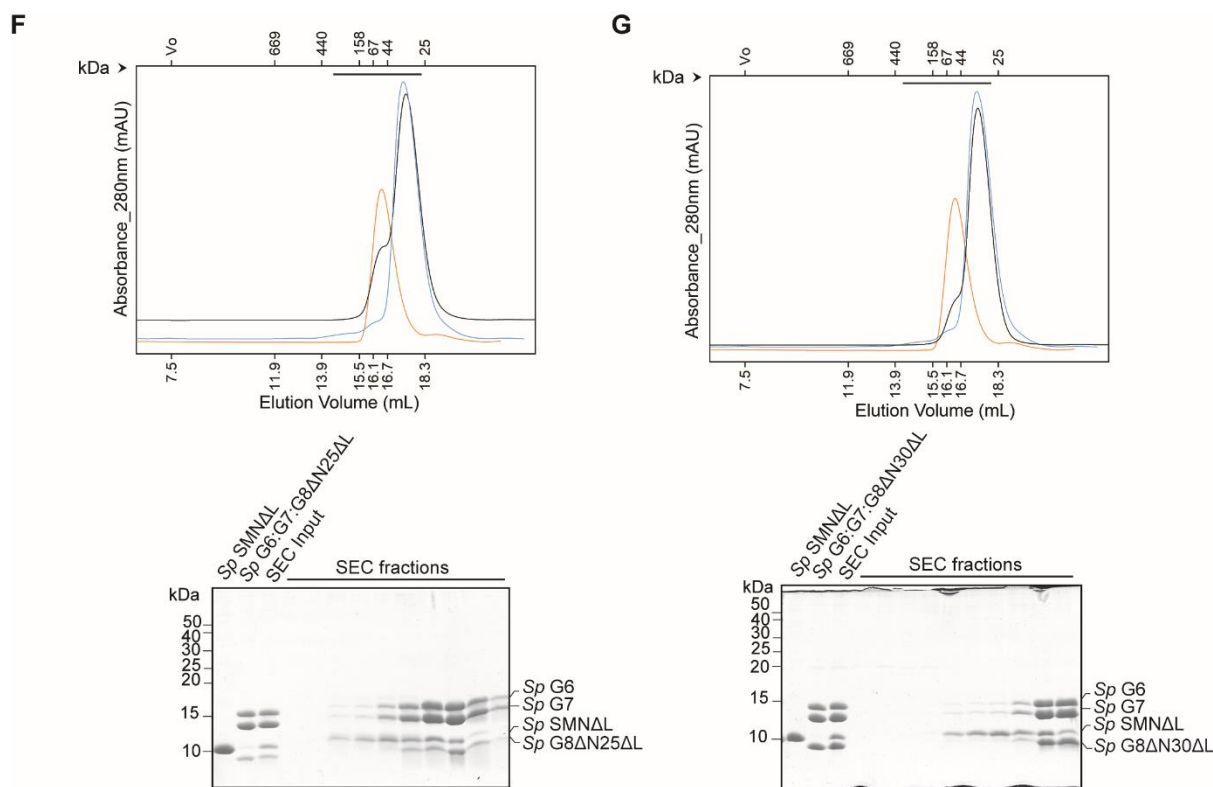 F
Vo 669 440 158 67 44 25
kDa ➤
Absorbance_280nm (mAU)
7.5 11.9 13.9 15.5 16.1 16.7 18.3
Elution Volume (mL)
Sp SMNΔL
Sp G6:G7:G8ΔN25ΔL
SEC Input
SEC fractions
kDa
50
40
30
25
20
15
10
Sp G6
Sp G7
Sp SMNΔL
Sp G8ΔN25ΔL
G
Vo 669 440 158 67 44 25
kDa ➤
Absorbance_280nm (mAU)
7.5 11.9 13.9 15.5 16.1 16.7 18.3
Elution Volume (mL)
Sp SMNΔL
Sp G6:G7:G8ΔN30ΔL
SEC Input
SEC fractions
kDa
50
40
30
25
20
15
10
Sp G6
Sp G7
Sp SMNΔL
Sp G8ΔN30ΔL